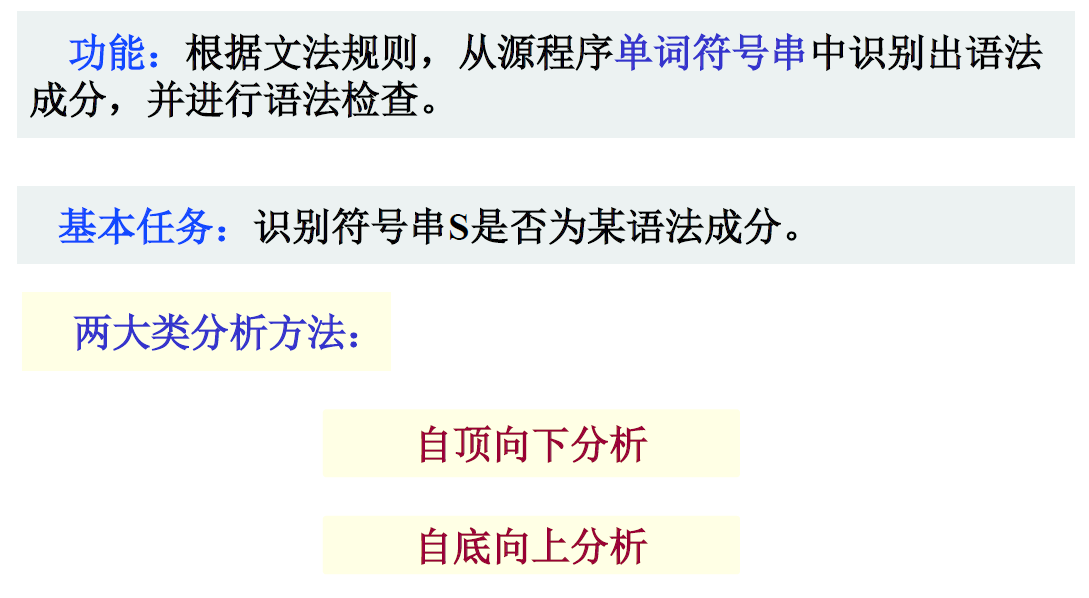 功能：根据文法规则，从源程序单词符号串中识别出语法
成分，并进行语法检查。
基本任务：识别符号串S是否为某语法成分。
两大类分析方法：
自顶向下分析
自底向上分析